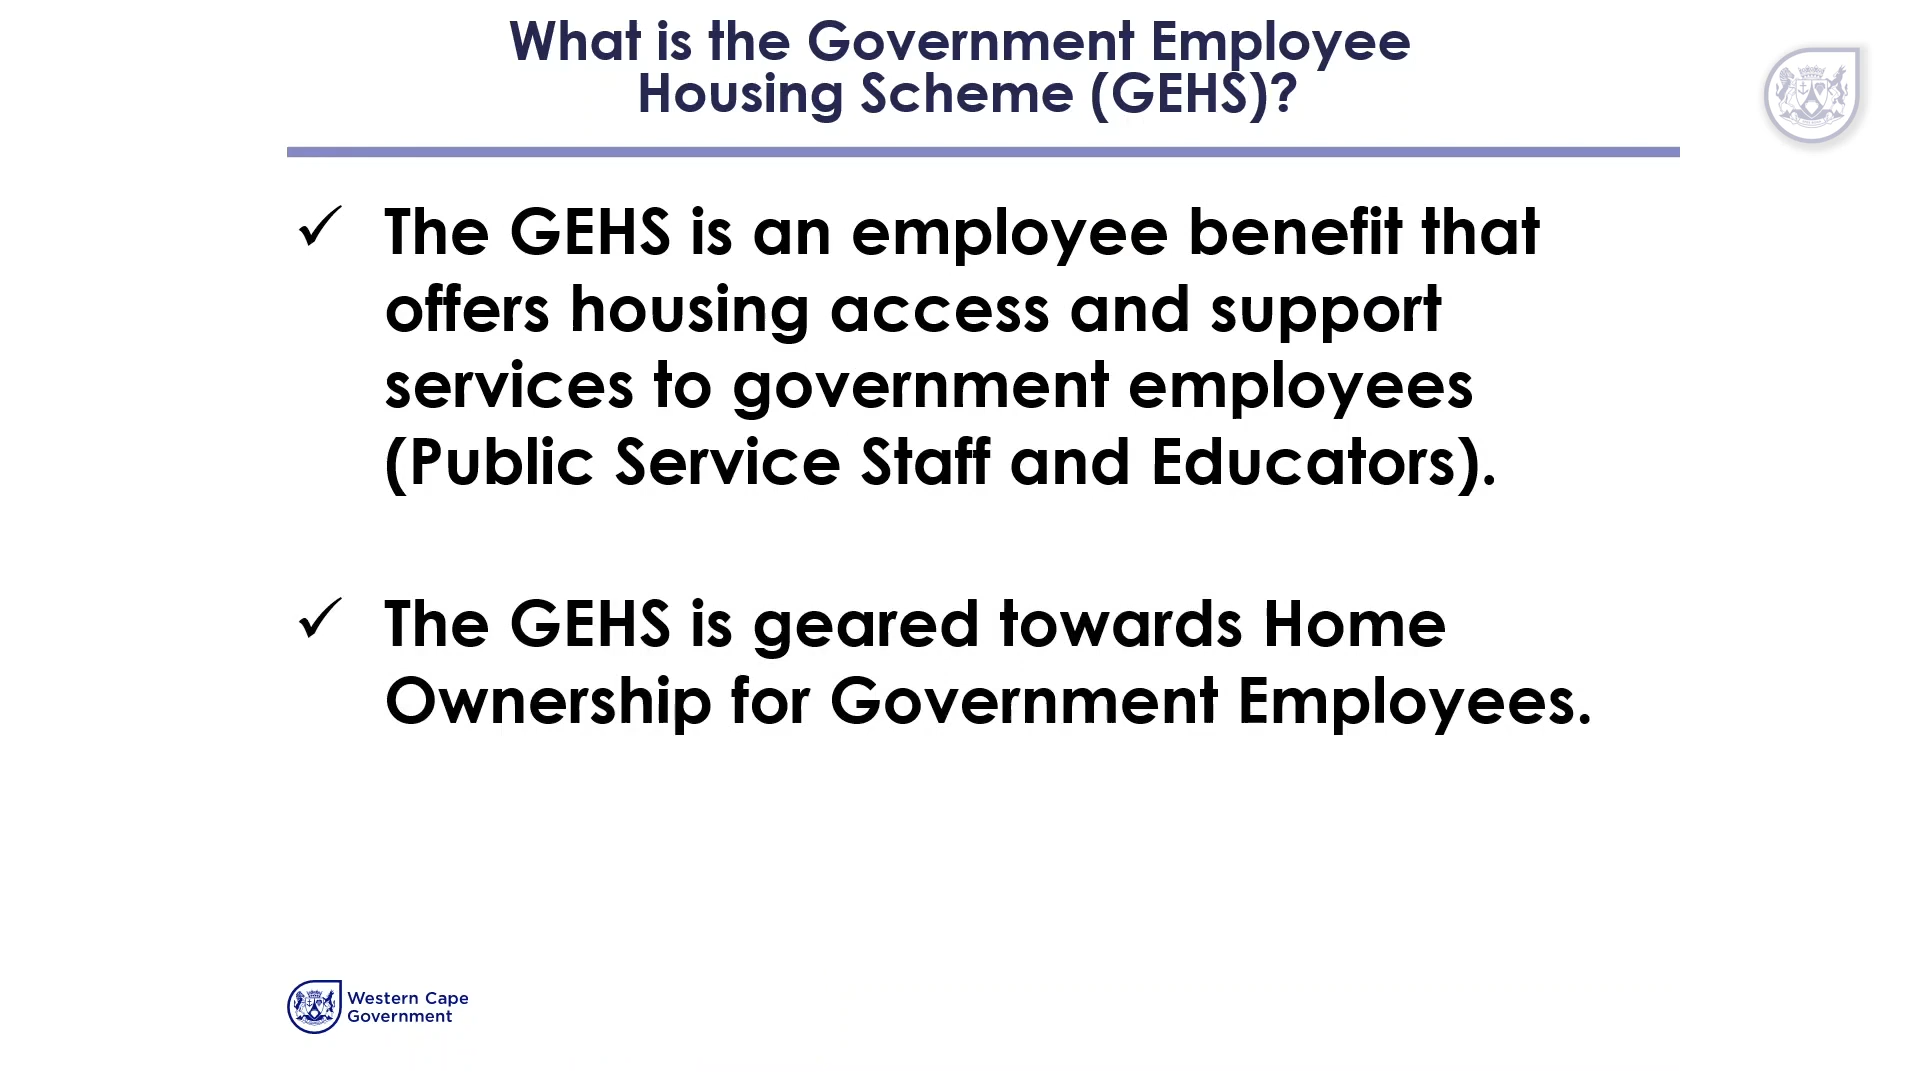 What is the Government Employee
Housing Scheme (GEHS)?
✓ The GEHS is an employee benefit that
offers housing access and support
services to government employees
(Public Service Staff and Educators).
✓ The GEHS is geared towards Home
Ownership for Government Employees.
Western Cape
Government